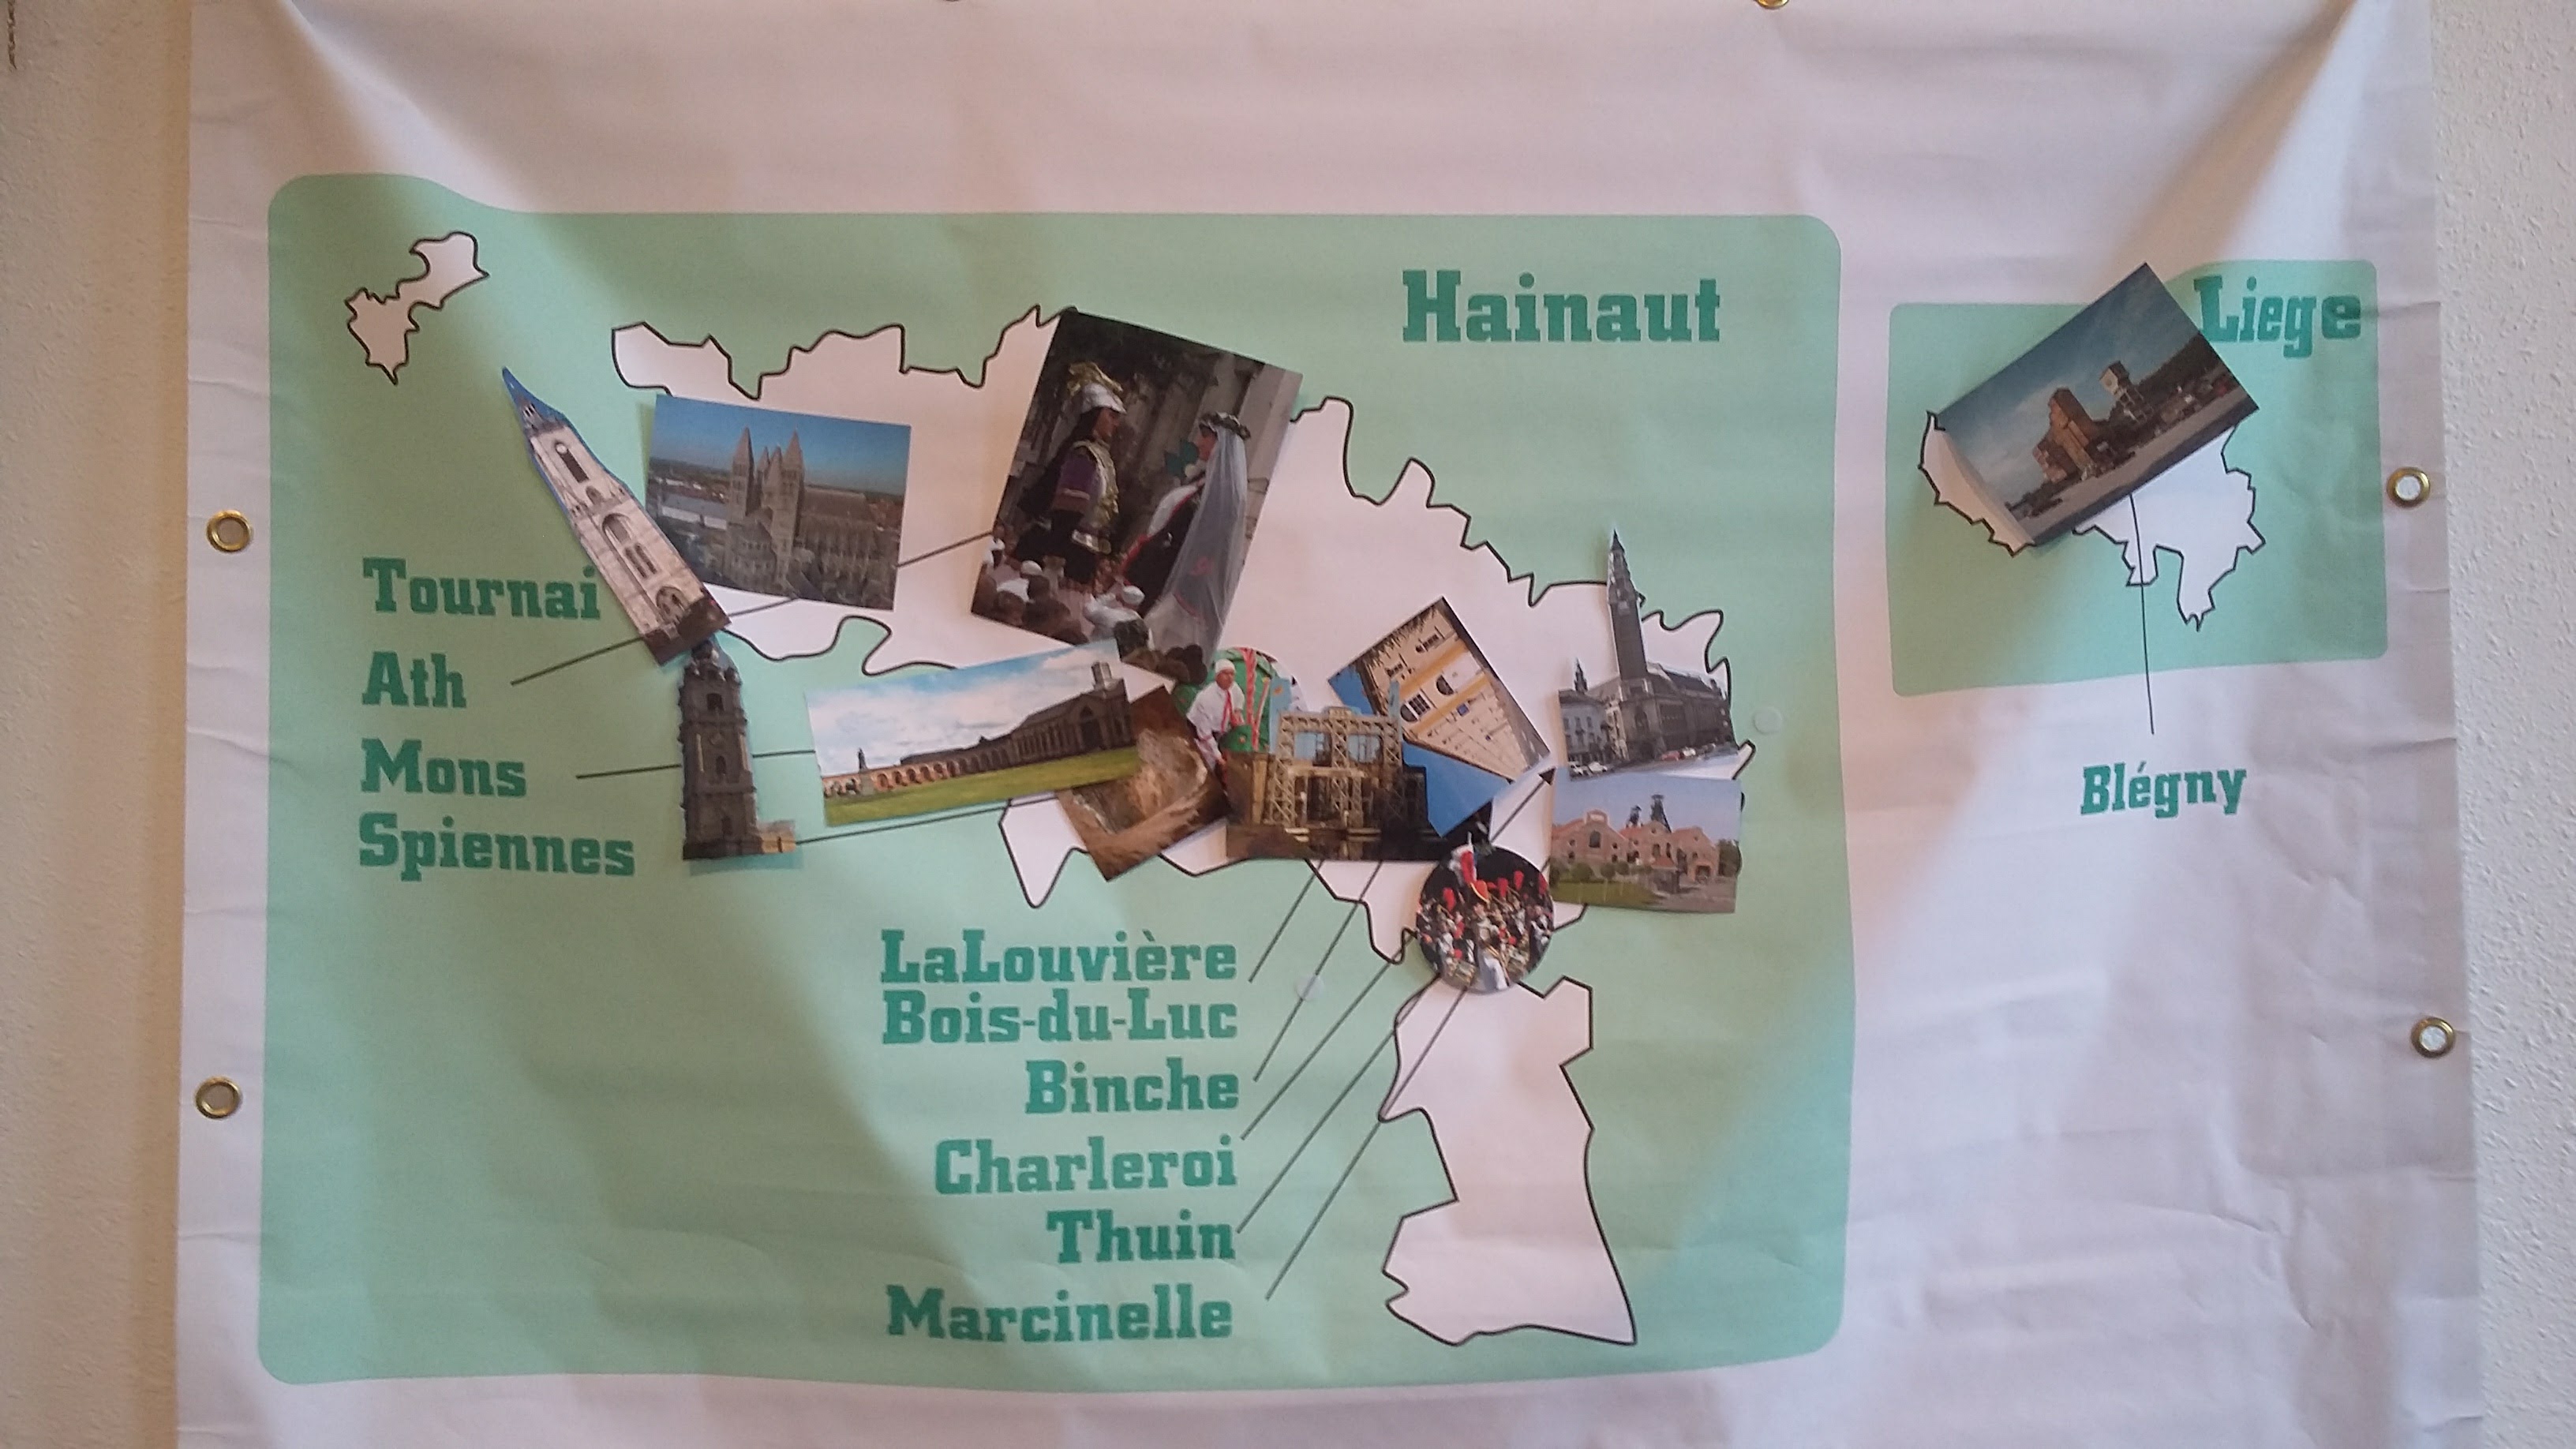 Hainaut
Tournai
Ath
Mons
Spiennes
LaLouvière
Bois-du-Luc
Binche
Charleroi
Thuin
Marcinelle
Liege
Blégny